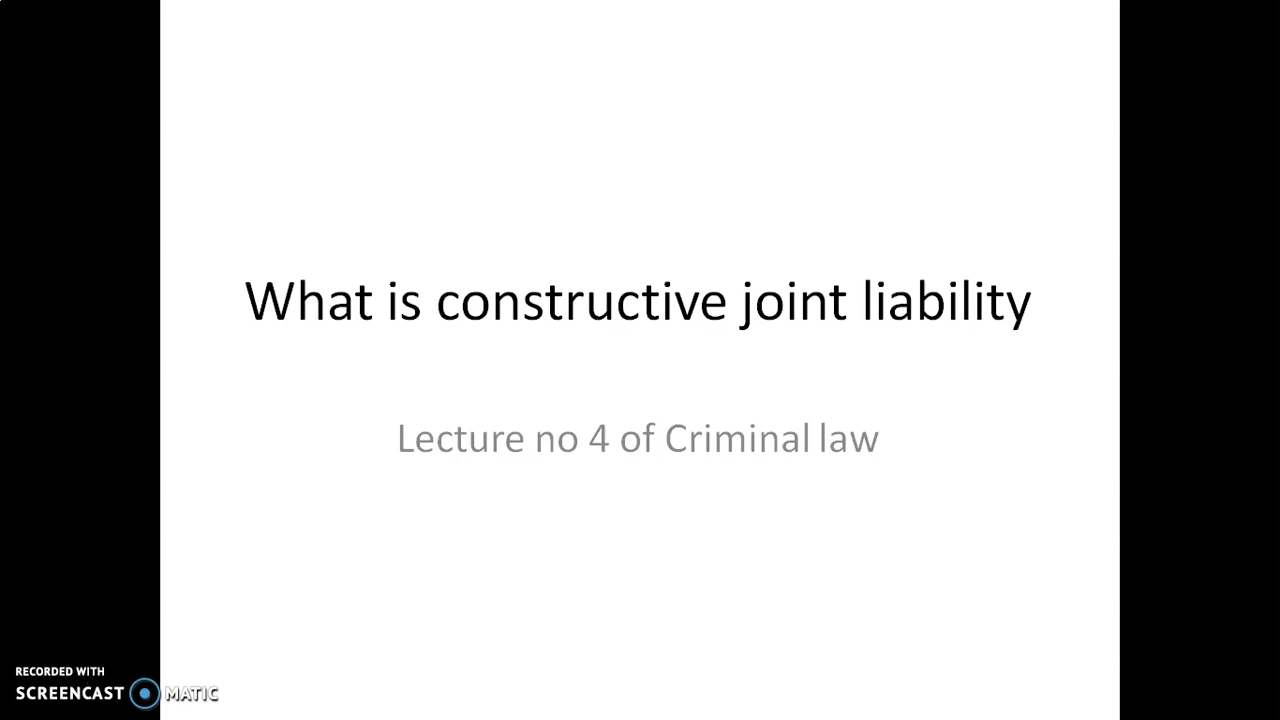 What is constructive joint liability
Lecture no 4 of Criminal law
RECORDED WITH
SCREENCAST MATIC